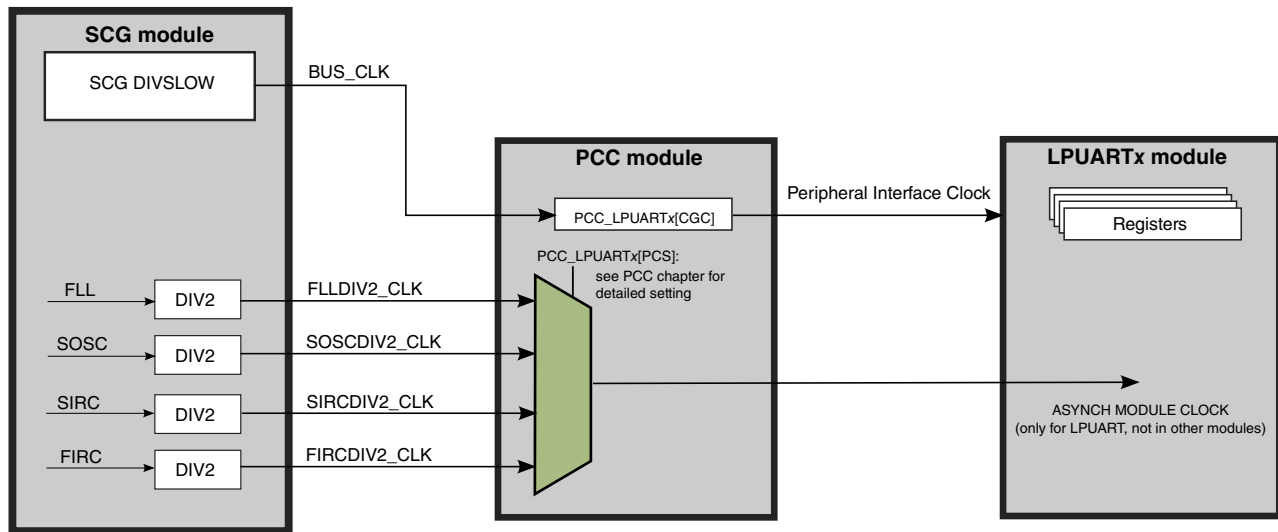 SCG module
SCG DIVSLOW
BUS_CLK
PCC module
LPUARTx module
PCC_LPUARTx[CGC]
Peripheral Interface Clock
Registers
PCC_LPUARTx[PCS]:
see PCC chapter for
detailed setting
FLL
DIV2
FLLDIV2_CLK
SOSC
DIV2
SOSCDIV2_CLK
SIRC
DIV2
SIRCDIV2_CLK
FIRC
DIV2
FIRCDIV2_CLK
ASYNCH MODULE CLOCK
(only for LPUART, not in other modules)